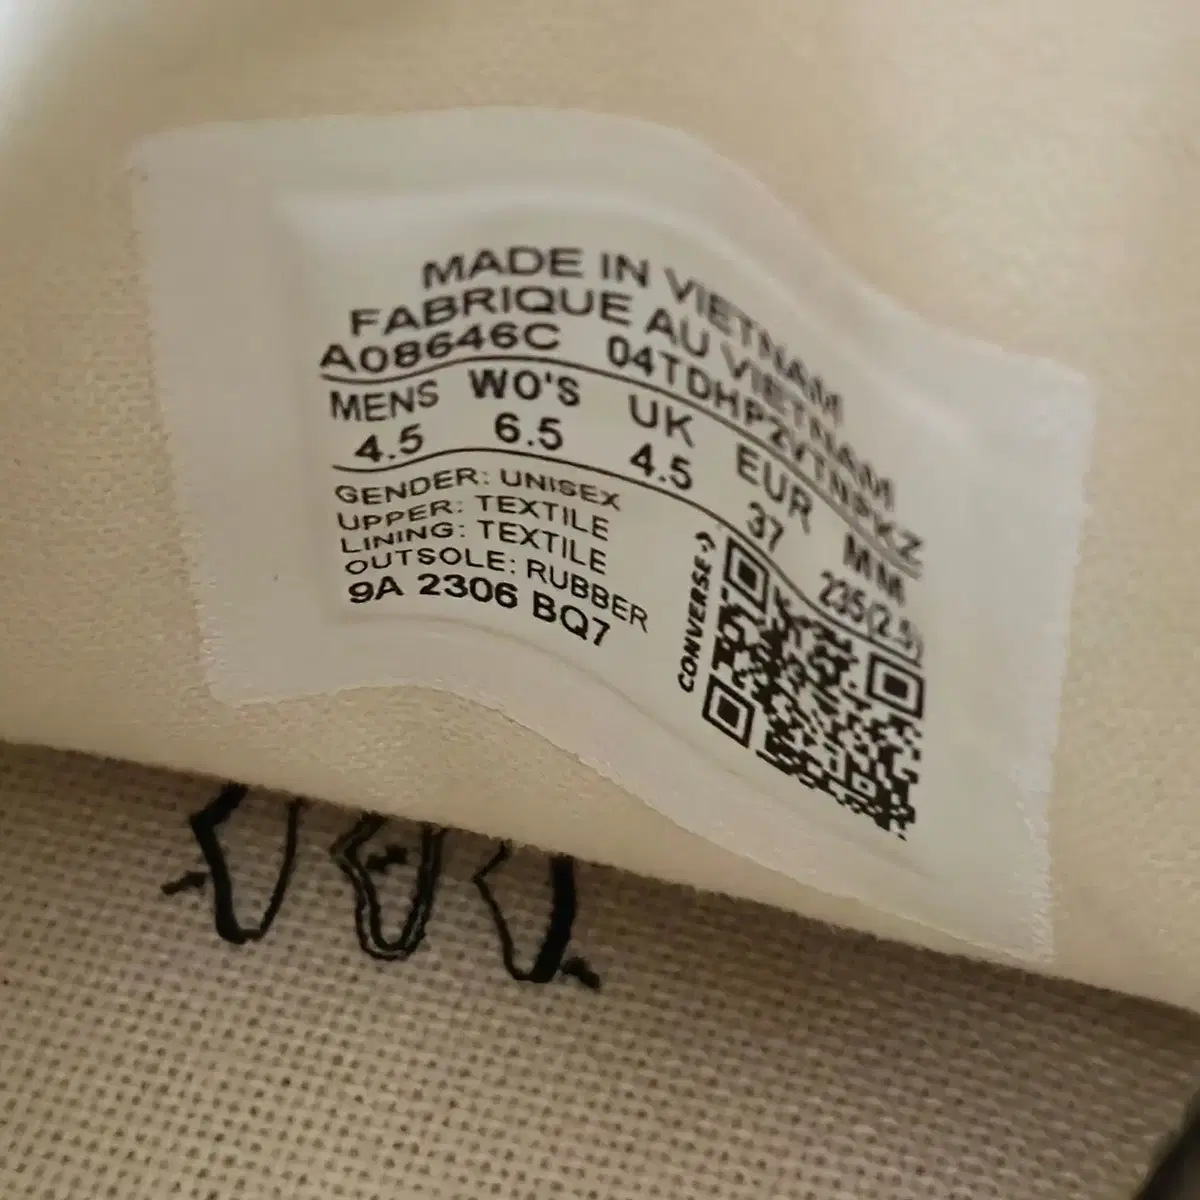 MADE IN VIETNAM
FABRIQUE AU VIETNAM
A08646C 04TDHPZVTNPKZ
MENS WO'S UK EUR MM
4.5 6.5 4.5 37 235(2.5)
GENDER: UNISEX
UPPER: TEXTILE
LINING: TEXTILE
OUTSOLE: RUBBER
9A 2306 BQ7
CONVERSE